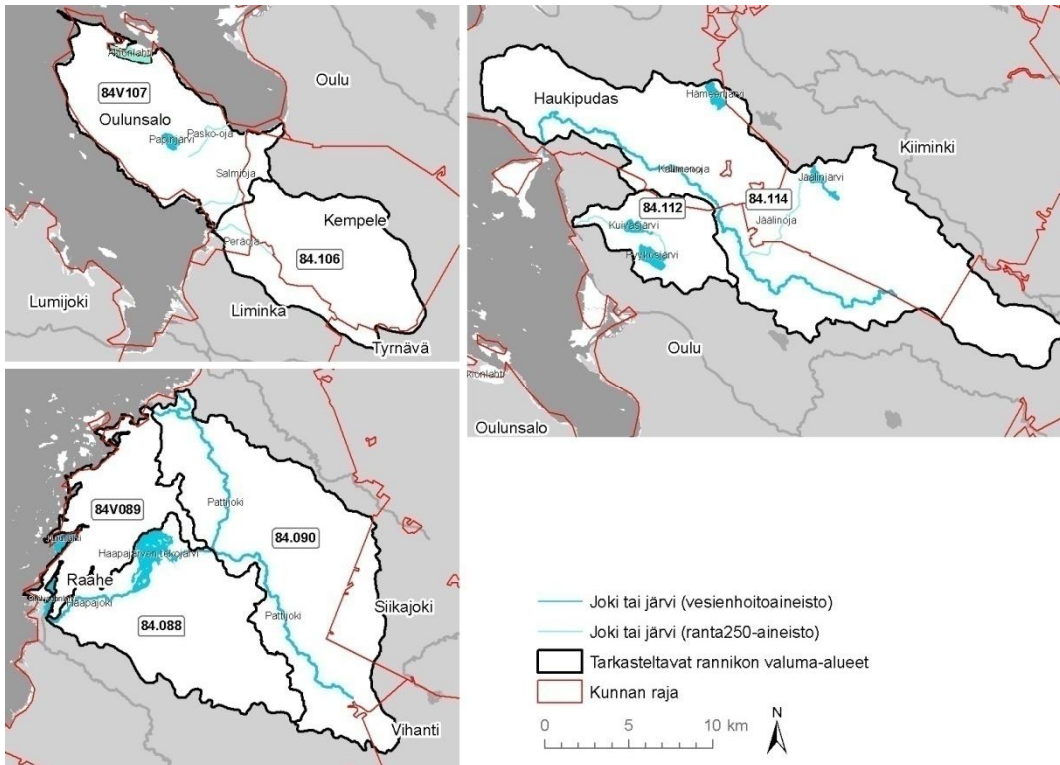 Akionlahti
Oulu
84V107
Oulunsalo
Pasko-oja
Papinjärvi
Salmioja
Kempele
Peräoja
84.106
Lumijoki
Liminka
Tyrnävä
Haukipudas
Hämeenjärvi
Kiiminki
Kalimenoja
Jäälinjärvi
84.112
84.114
Kuivasjärvi
Jäälinoja
Pyykösjärvi
Oulu
Akionlahti
Oulunsalo
Pattijoki
84V089
84.090
Haapajärven tekojärvi
Raahe
Haapajoki
Siikajoki
Pattijoki
84.088
Vihanti
Joki tai järvi (vesienhoitoaineisto)
Joki tai järvi (ranta250-aineisto)
Tarkasteltavat rannikon valuma-alueet
Kunnan raja
0 5 10 km
N